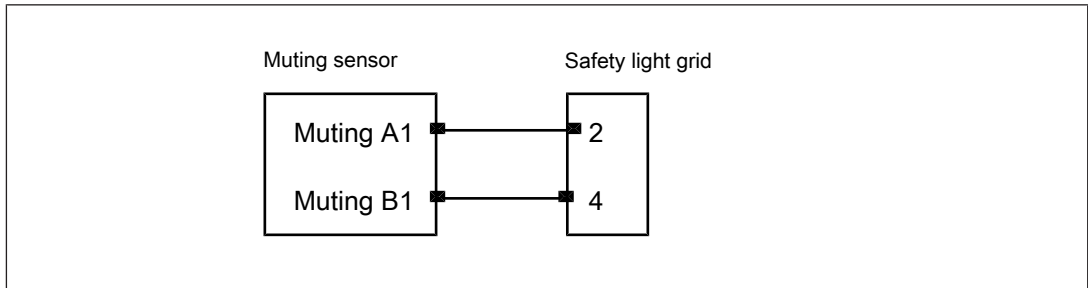 Muting sensor
Safety light grid
Muting A1
2
Muting B1
4